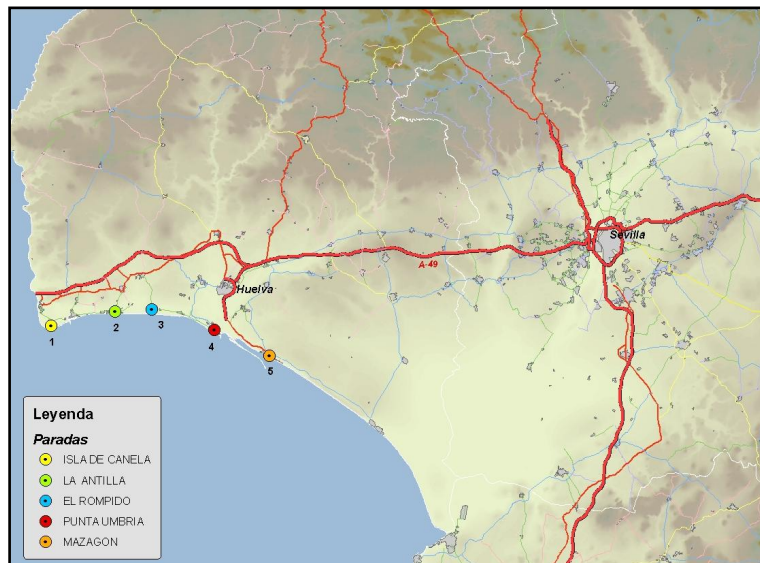 Sevilla
A-49
Huelva
1
2
3
4
5
Leyenda
Paradas
ISLA DE CANELA
LA ANTILLA
EL ROMPIDO
PUNTA UMBRIA
MAZAGON